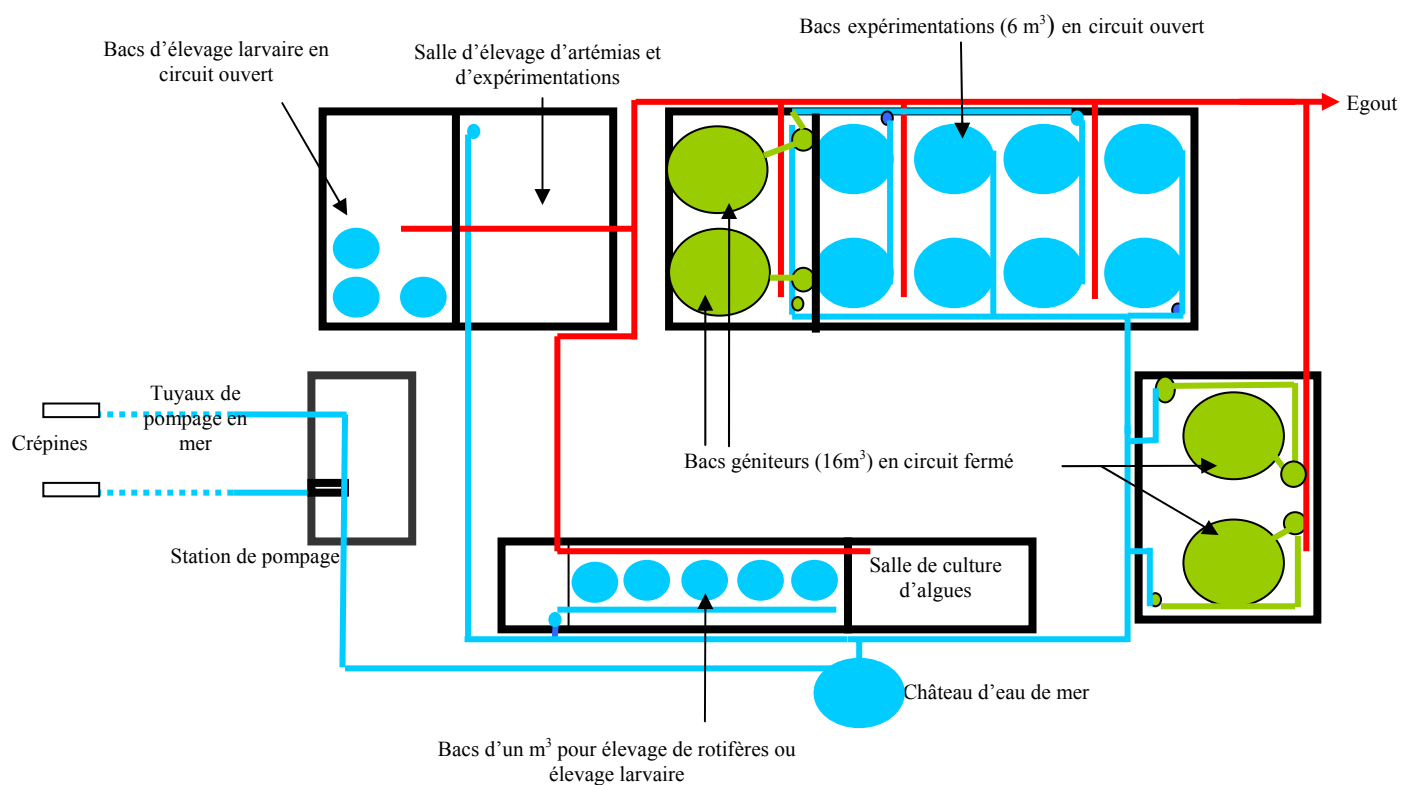 Bacs expérimentations (6 m³) en circuit ouvert
Bacs d’élevage larvaire en
circuit ouvert
Salle d’élevage d’artémias et
d’expérimentations
Egout
Tuyaux de
pompage en
mer
Crépines
Bacs géniteurs (16m³) en circuit fermé
Station de pompage
Salle de culture
d’algues
Château d’eau de mer
Bacs d’un m³ pour élevage de rotifères ou
élevage larvaire